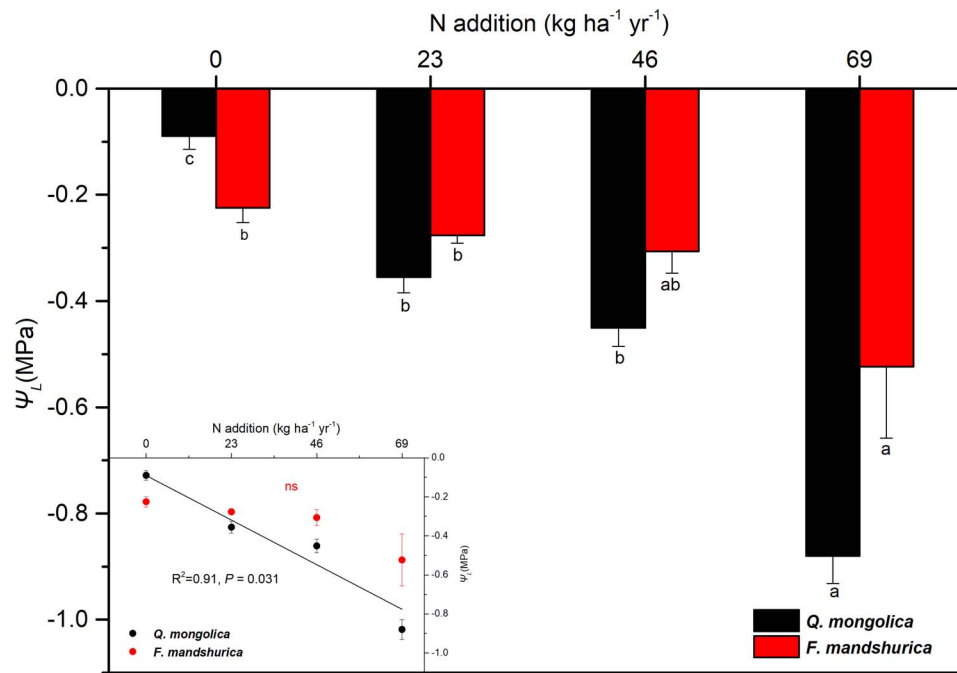 N addition (kg ha⁻¹ yr⁻¹)
0 23 46 69
0.0
c
b
-0.2
b
b
ab
-0.4
b
b
Ψ_L(MPa)
-0.6
a
-0.8
a
-1.0
N addition (kg ha⁻¹ yr⁻¹)
0 23 46 69
0.0
ns
-0.2
-0.4
Ψ_L(MPa)
-0.6
R²=0.91, P = 0.031
-0.8
-1.0
Q. mongolica
F. mandshurica
Q. mongolica
F. mandshurica